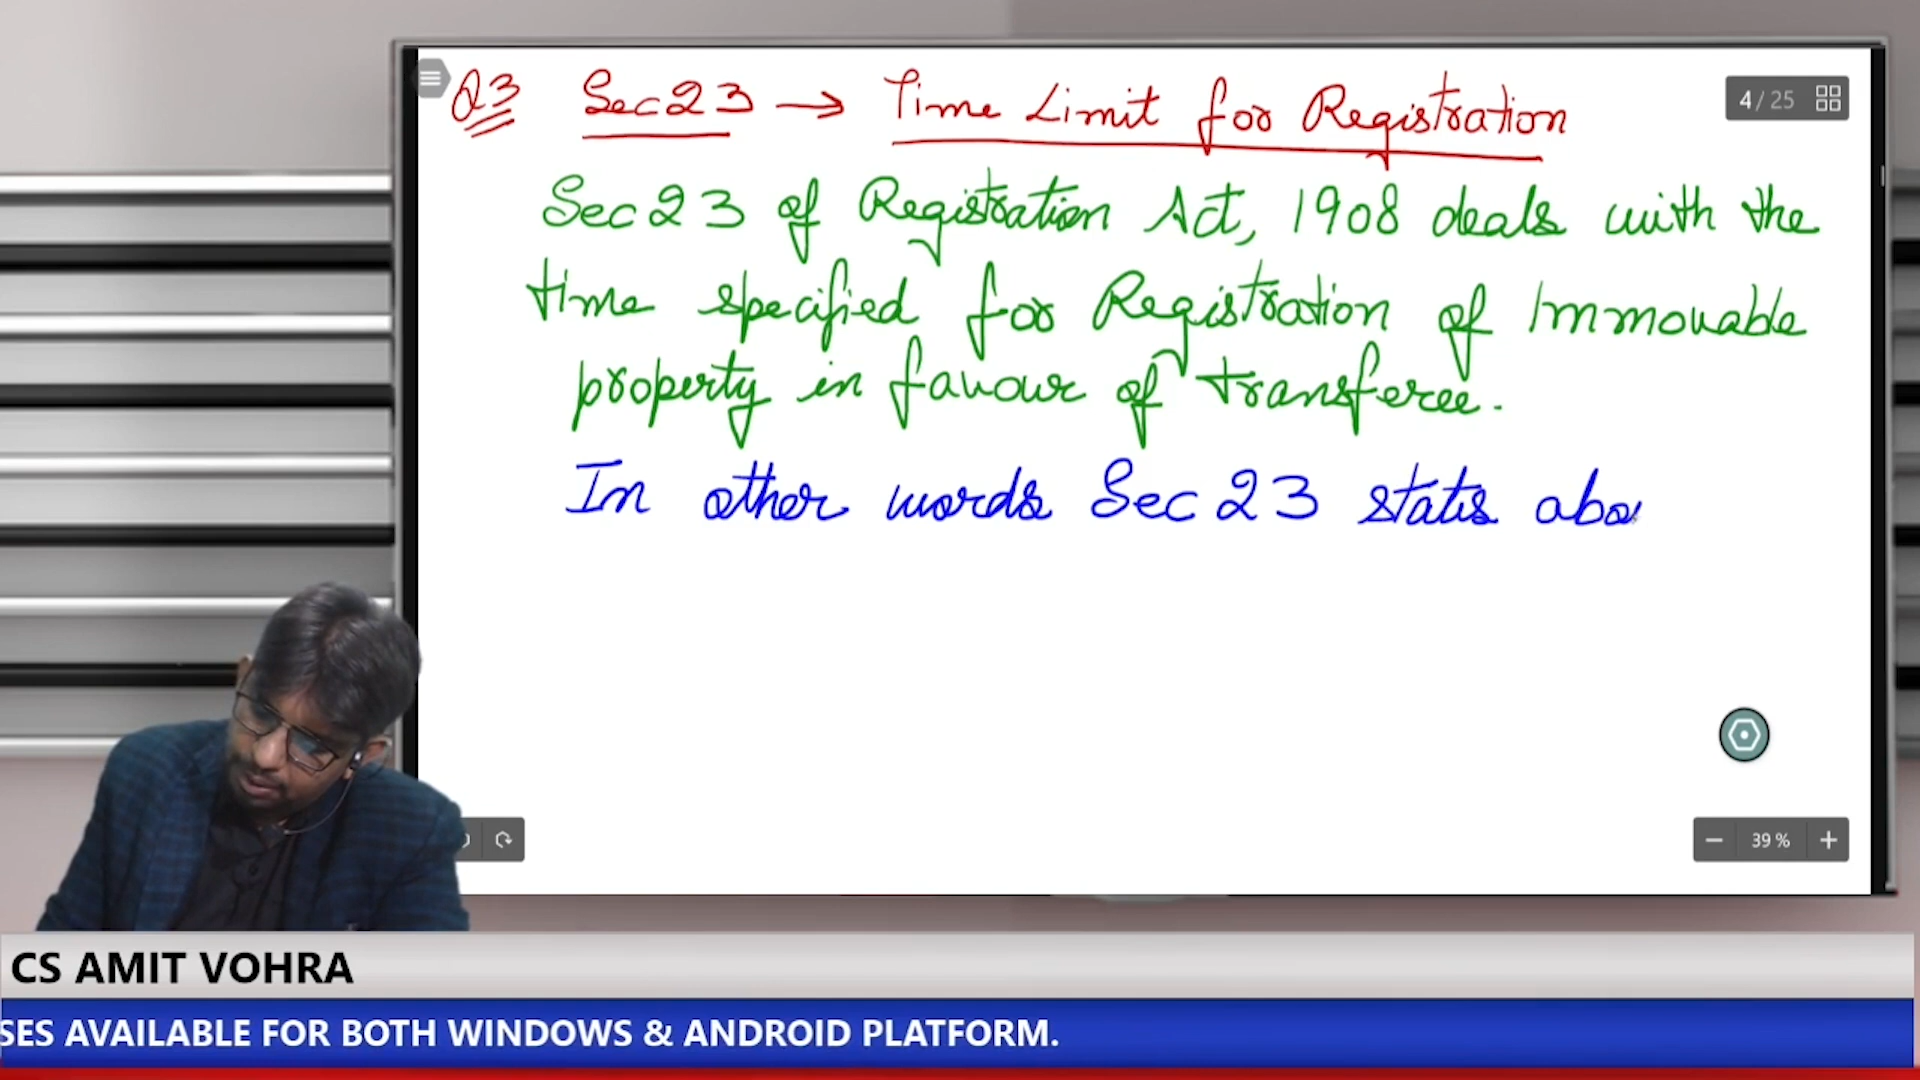 Q3 Sec 23 → Time Limit for Registration
4 / 25
Sec 23 of Registration Act, 1908 deals with the
time specified for Registration of Immovable
property in favour of transferee.
In other words Sec 23 states abo
39 %
CS AMIT VOHRA
SES AVAILABLE FOR BOTH WINDOWS & ANDROID PLATFORM.